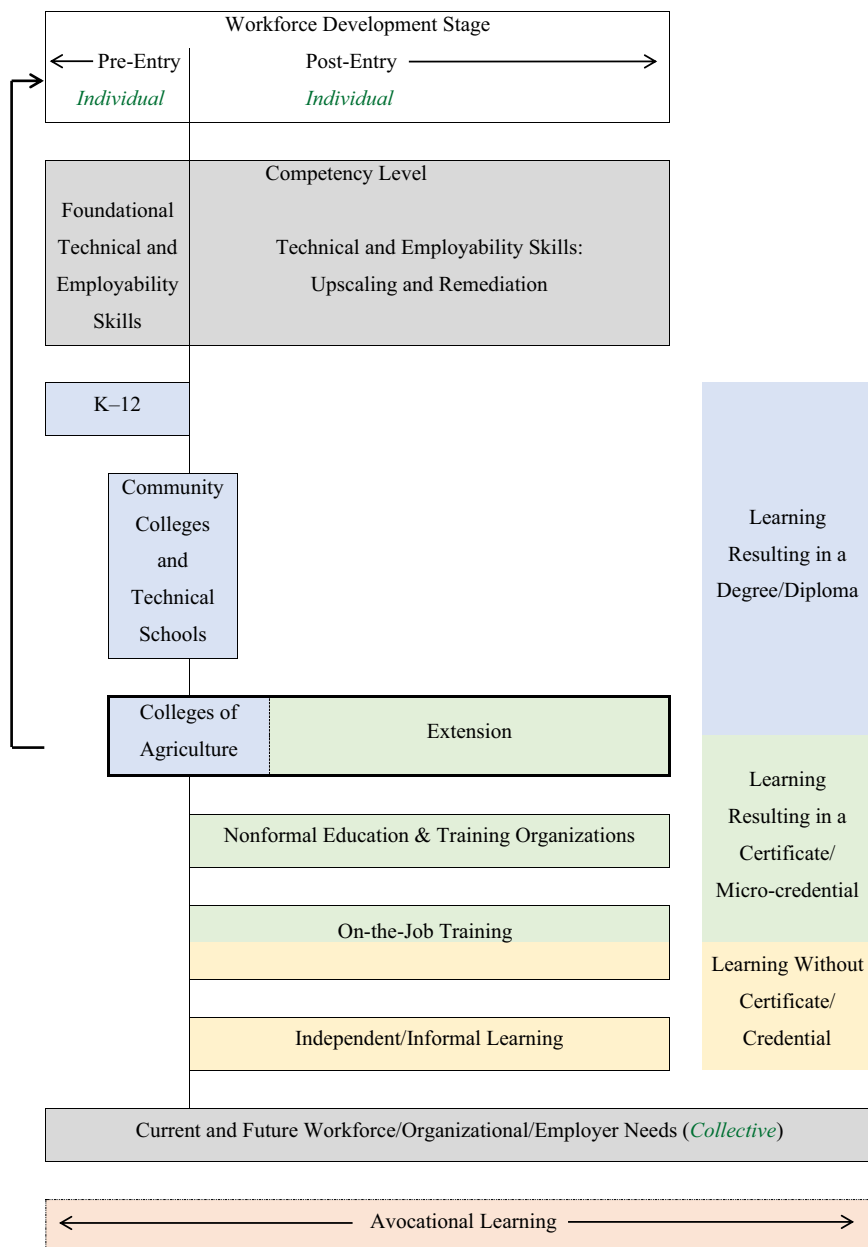 Workforce Development Stage
Pre-Entry
Post-Entry
Individual
Individual
Competency Level
Foundational
Technical and
Employability
Skills
Technical and Employability Skills:
Upscaling and Remediation
K–12
Community
Colleges
and
Technical
Schools
Learning
Resulting in a
Degree/Diploma
Colleges of
Agriculture
Extension
Learning
Resulting in a
Certificate/
Micro-credential
Nonformal Education & Training Organizations
On-the-Job Training
Learning Without
Certificate/
Credential
Independent/Informal Learning
Current and Future Workforce/Organizational/Employer Needs (Collective)
Avocational Learning